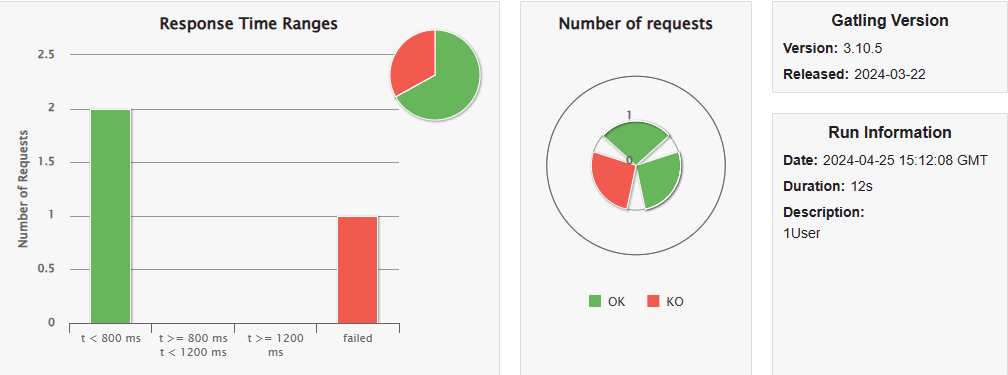 Response Time Ranges
Number of Requests
2.5
2
1.5
1
0.5
0
t < 800 ms
t >= 800 ms
t < 1200 ms
t >= 1200
ms
failed
Number of requests
1
0
OK
KO
Gatling Version
Version: 3.10.5
Released: 2024-03-22
Run Information
Date: 2024-04-25 15:12:08 GMT
Duration: 12s
Description:
1User